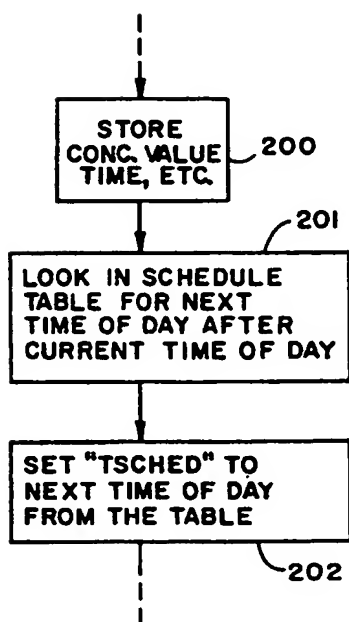 STORE
CONC. VALUE
TIME, ETC.
200
201
LOOK IN SCHEDULE
TABLE FOR NEXT
TIME OF DAY AFTER
CURRENT TIME OF DAY
SET "TSCHED" TO
NEXT TIME OF DAY
FROM THE TABLE
202